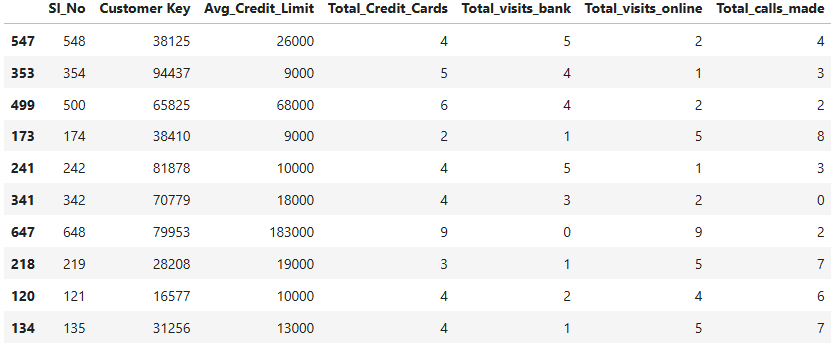 Sl_No Customer Key Avg_Credit_Limit Total_Credit_Cards Total_visits_bank Total_visits_online Total_calls_made
547 548 38125 26000 4 5 2 4
353 354 94437 9000 5 4 1 3
499 500 65825 68000 6 4 2 2
173 174 38410 9000 2 1 5 8
241 242 81878 10000 4 5 1 3
341 342 70779 18000 4 3 2 0
647 648 79953 183000 9 0 9 2
218 219 28208 19000 3 1 5 7
120 121 16577 10000 4 2 4 6
134 135 31256 13000 4 1 5 7